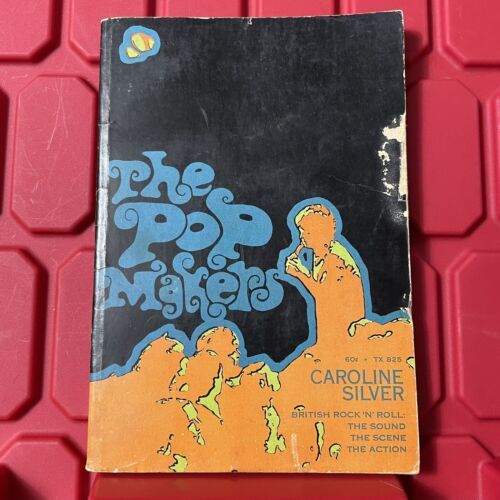 The
Pop
Makers
60¢ • TX 825
CAROLINE
SILVER
BRITISH ROCK 'N' ROLL:
THE SOUND
THE SCENE
THE ACTION